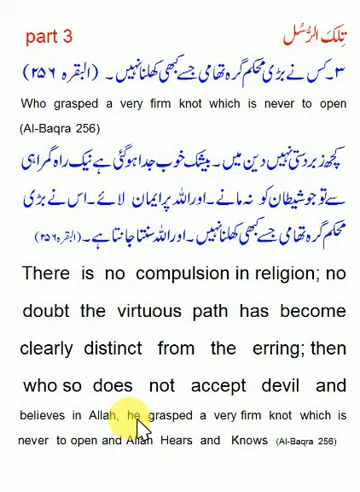 part 3
تِلکَ الرُّسُل
۳۔کس نے بڑی محکم گرہ تھامی جسے کبھی کھلنا نہیں۔ (البقرہ ۲۵۶)
Who grasped a very firm knot which is never to open
(Al-Baqra 256)
کچھ زبردستی نہیں دین میں۔ بیشک خوب جدا ہوگئی ہے نیک راہ گمراہی
سے تو جو شیطان کو نہ مانے۔ اور اللہ پر ایمان لائے۔ اس نے بڑی
محکم گرہ تھامی جسے کبھی کھلنا نہیں۔ اور اللہ سنتا جانتا ہے۔ (البقرہ ۲۵۶)
There is no compulsion in religion; no
doubt the virtuous path has become
clearly distinct from the erring; then
who so does not accept devil and
believes in Allah, he grasped a very firm knot which is
never to open and Allah Hears and Knows (Al-Baqra 256)